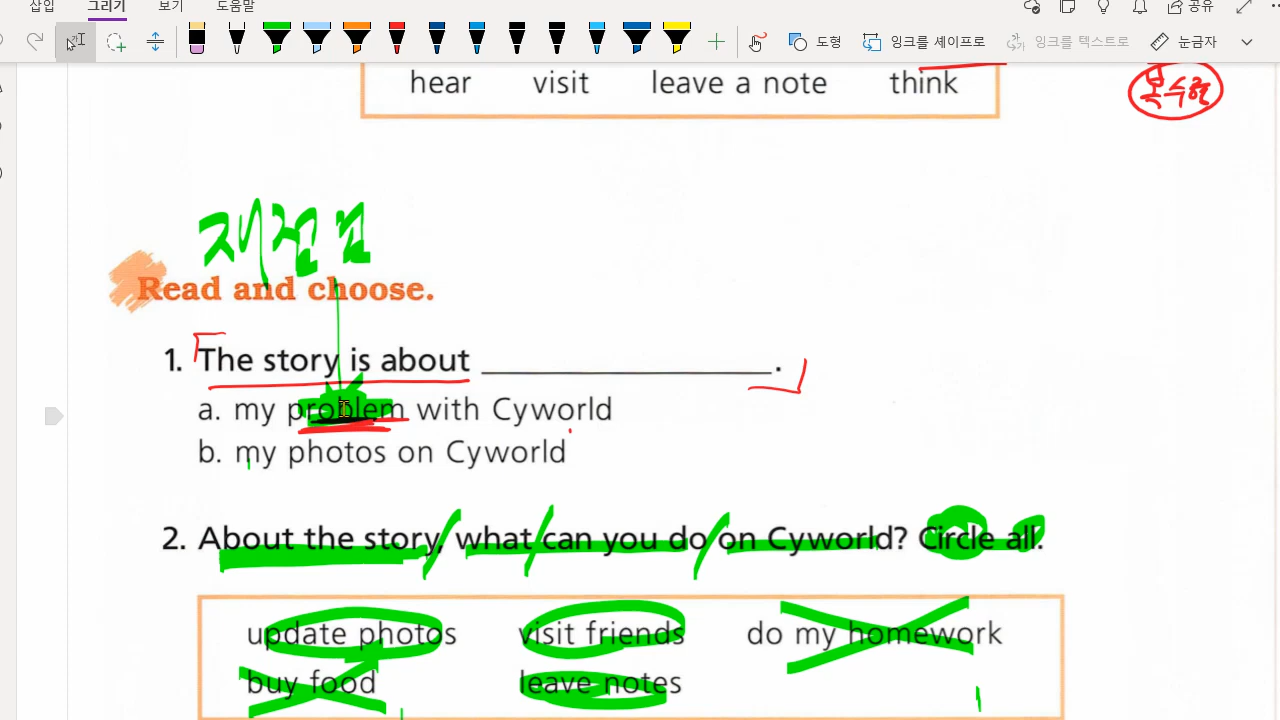 삽입 그리기 보기 도움말 공유
도형 잉크를 셰이프로 잉크를 텍스트로 눈금자
hear visit leave a note think
복수형
Read and choose.
1. The story is about ____________________.
a. my problem with Cyworld
b. my photos on Cyworld
2. About the story, what can you do on Cyworld? Circle all.
update photos visit friends do my homework
buy food leave notes